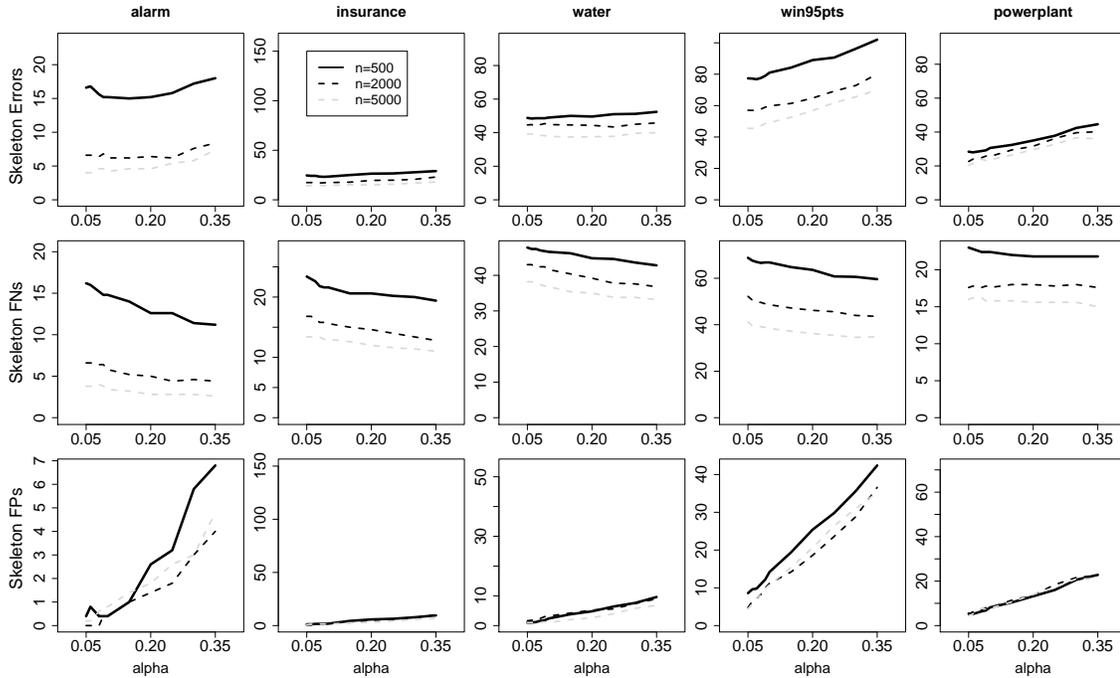 alarm insurance water win95pts powerplant
Skeleton Errors
0 5 10 15 20
0 50 100 150
0 20 40 60 80
0 20 40 60 80
0 20 40 60 80
n=500
n=2000
n=5000
0.05 0.20 0.35
0.05 0.20 0.35
0.05 0.20 0.35
0.05 0.20 0.35
0.05 0.20 0.35
Skeleton FNs
0 5 10 15 20
0 5 10 20
0 10 20 30 40
0 20 40 60
0 5 10 15 20
0.05 0.20 0.35
0.05 0.20 0.35
0.05 0.20 0.35
0.05 0.20 0.35
0.05 0.20 0.35
Skeleton FPs
0 1 2 3 4 5 6 7
0 50 100 150
0 10 20 30 40 50
0 10 20 30 40
0 20 40 60
0.05 0.20 0.35
0.05 0.20 0.35
0.05 0.20 0.35
0.05 0.20 0.35
0.05 0.20 0.35
alpha alpha alpha alpha alpha